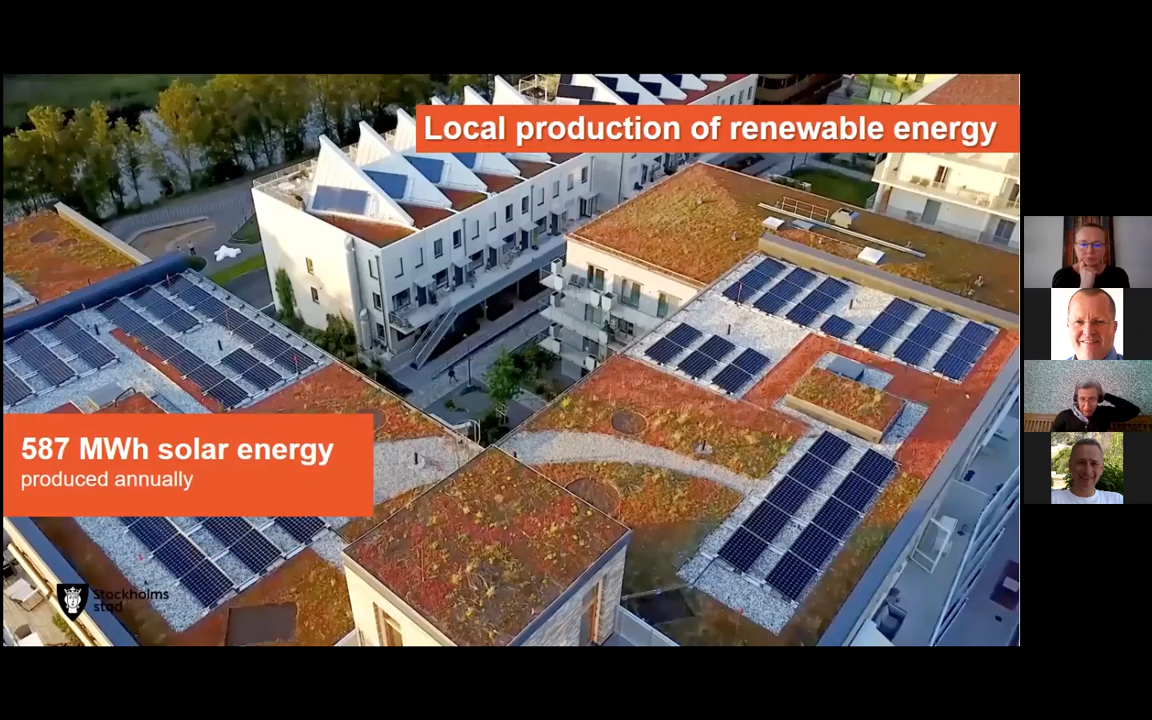 Local production of renewable energy
587 MWh solar energy
produced annually
Stockholms
stad